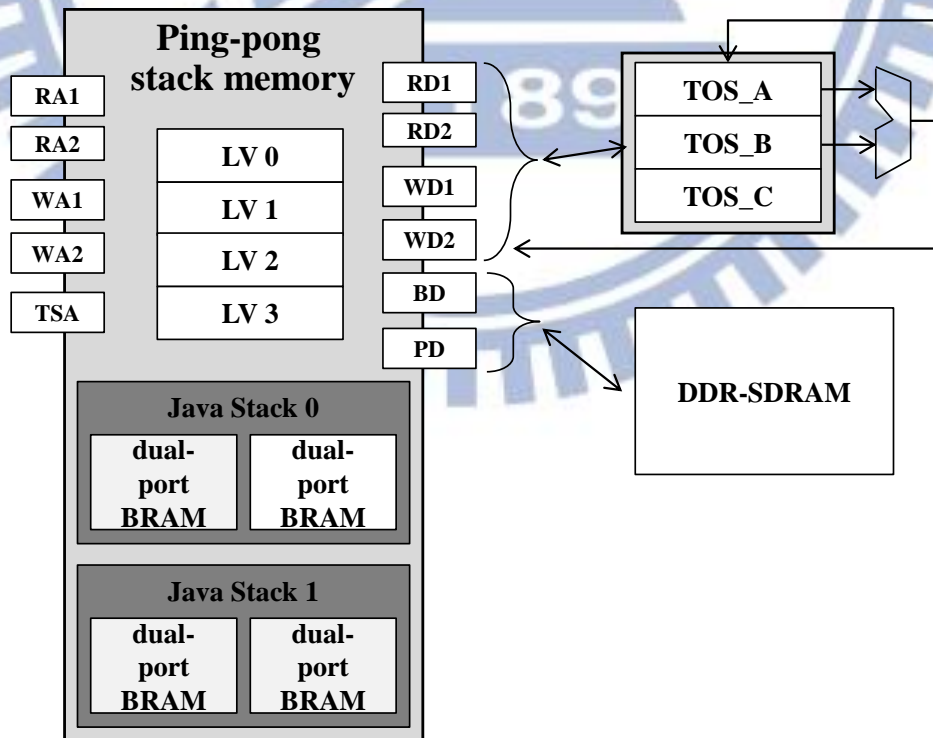 Ping-pong
stack memory
RA1
RA2
WA1
WA2
TSA
LV 0
LV 1
LV 2
LV 3
RD1
RD2
WD1
WD2
BD
PD
TOS_A
TOS_B
TOS_C
DDR-SDRAM
Java Stack 0
dual-
port
BRAM
dual-
port
BRAM
Java Stack 1
dual-
port
BRAM
dual-
port
BRAM